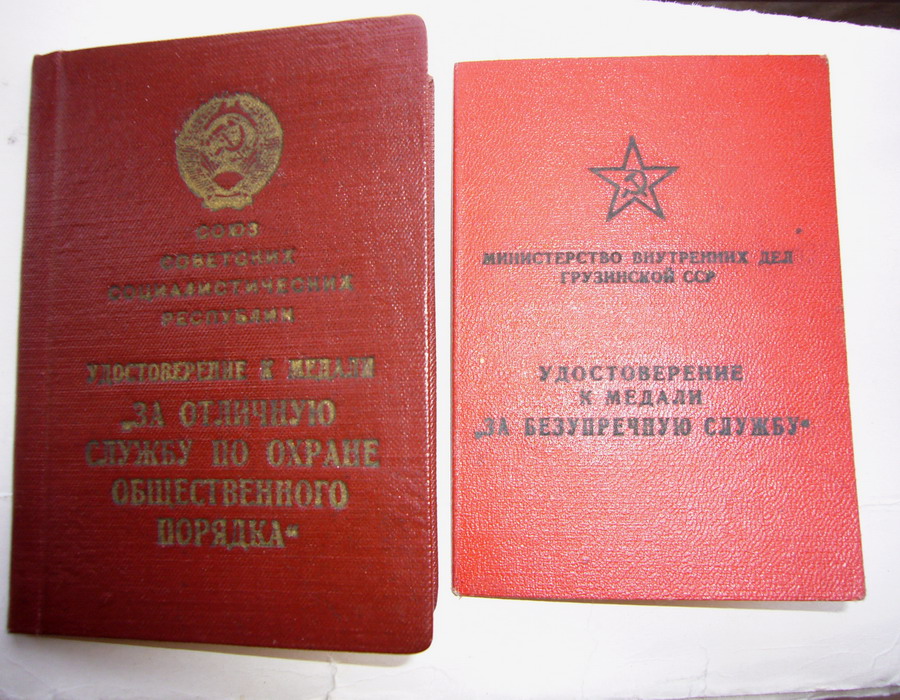 СОЮЗ
СОВЕТСКИХ
СОЦИАЛИСТИЧЕСКИХ
РЕСПУБЛИК
УДОСТОВЕРЕНИЕ К МЕДАЛИ
„ЗА ОТЛИЧНУЮ
СЛУЖБУ ПО ОХРАНЕ
ОБЩЕСТВЕННОГО
ПОРЯДКА“
МИНИСТЕРСТВО ВНУТРЕННИХ ДЕЛ
ГРУЗИНСКОЙ ССР
УДОСТОВЕРЕНИЕ
К МЕДАЛИ
„ЗА БЕЗУПРЕЧНУЮ СЛУЖБУ“